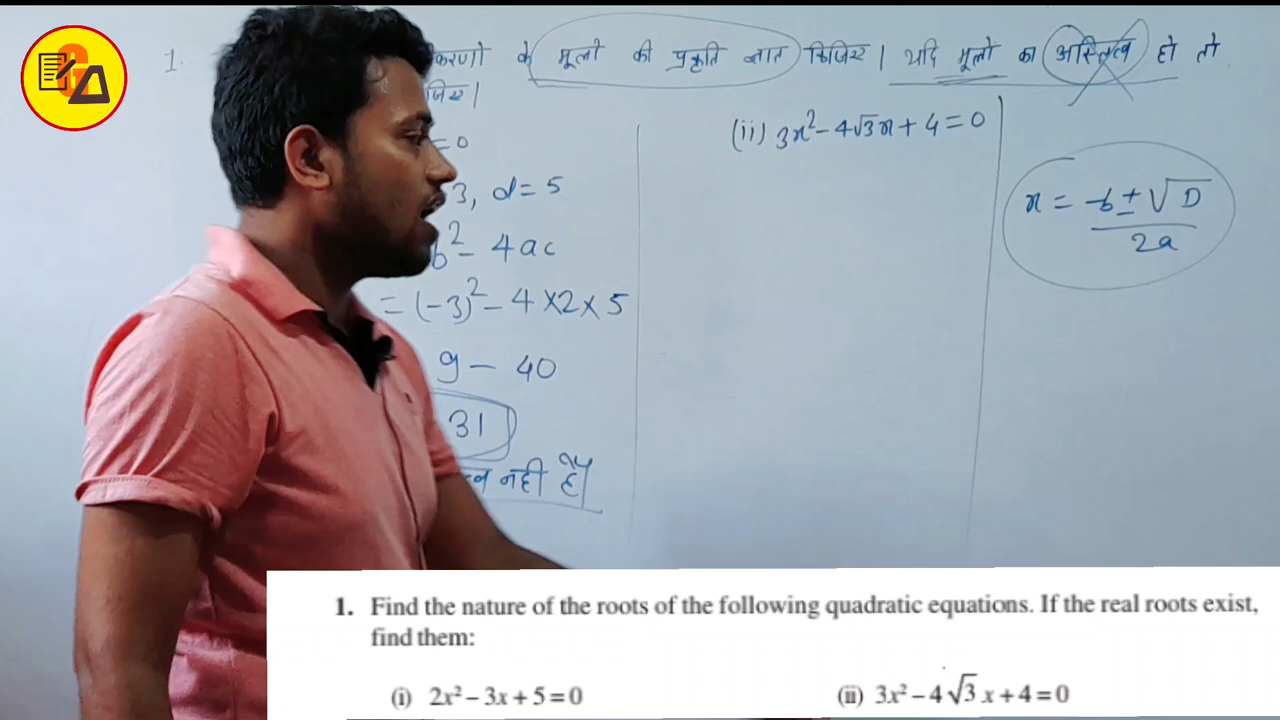 1. करणो के मूलो की प्रकृति ज्ञात किजिए। यदि मूलो का अस्तित्व हो तो
जिए।
= 0
3, d = 5
b² - 4ac
= (-3)² - 4×2×5
9 - 40
31
नही है।
(ii) 3x² - 4√3x + 4 = 0
x = -b ± √D / 2a
1. Find the nature of the roots of the following quadratic equations. If the real roots exist,
find them:
(i) 2x² – 3x + 5 = 0 (ii) 3x² – 4√3 x + 4 = 0